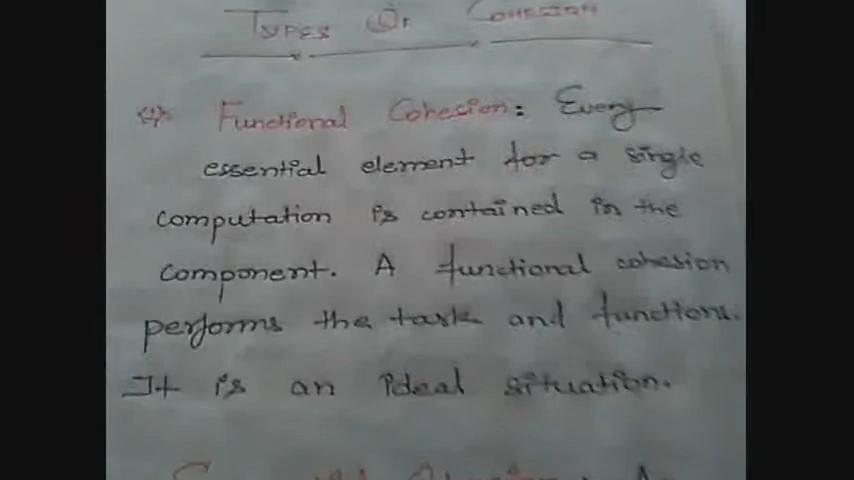 TYPES OF COHESION
Functional Cohesion: Every
essential element for a single
computation is contained in the
component. A functional cohesion
performs the task and functions.
It is an ideal situation.